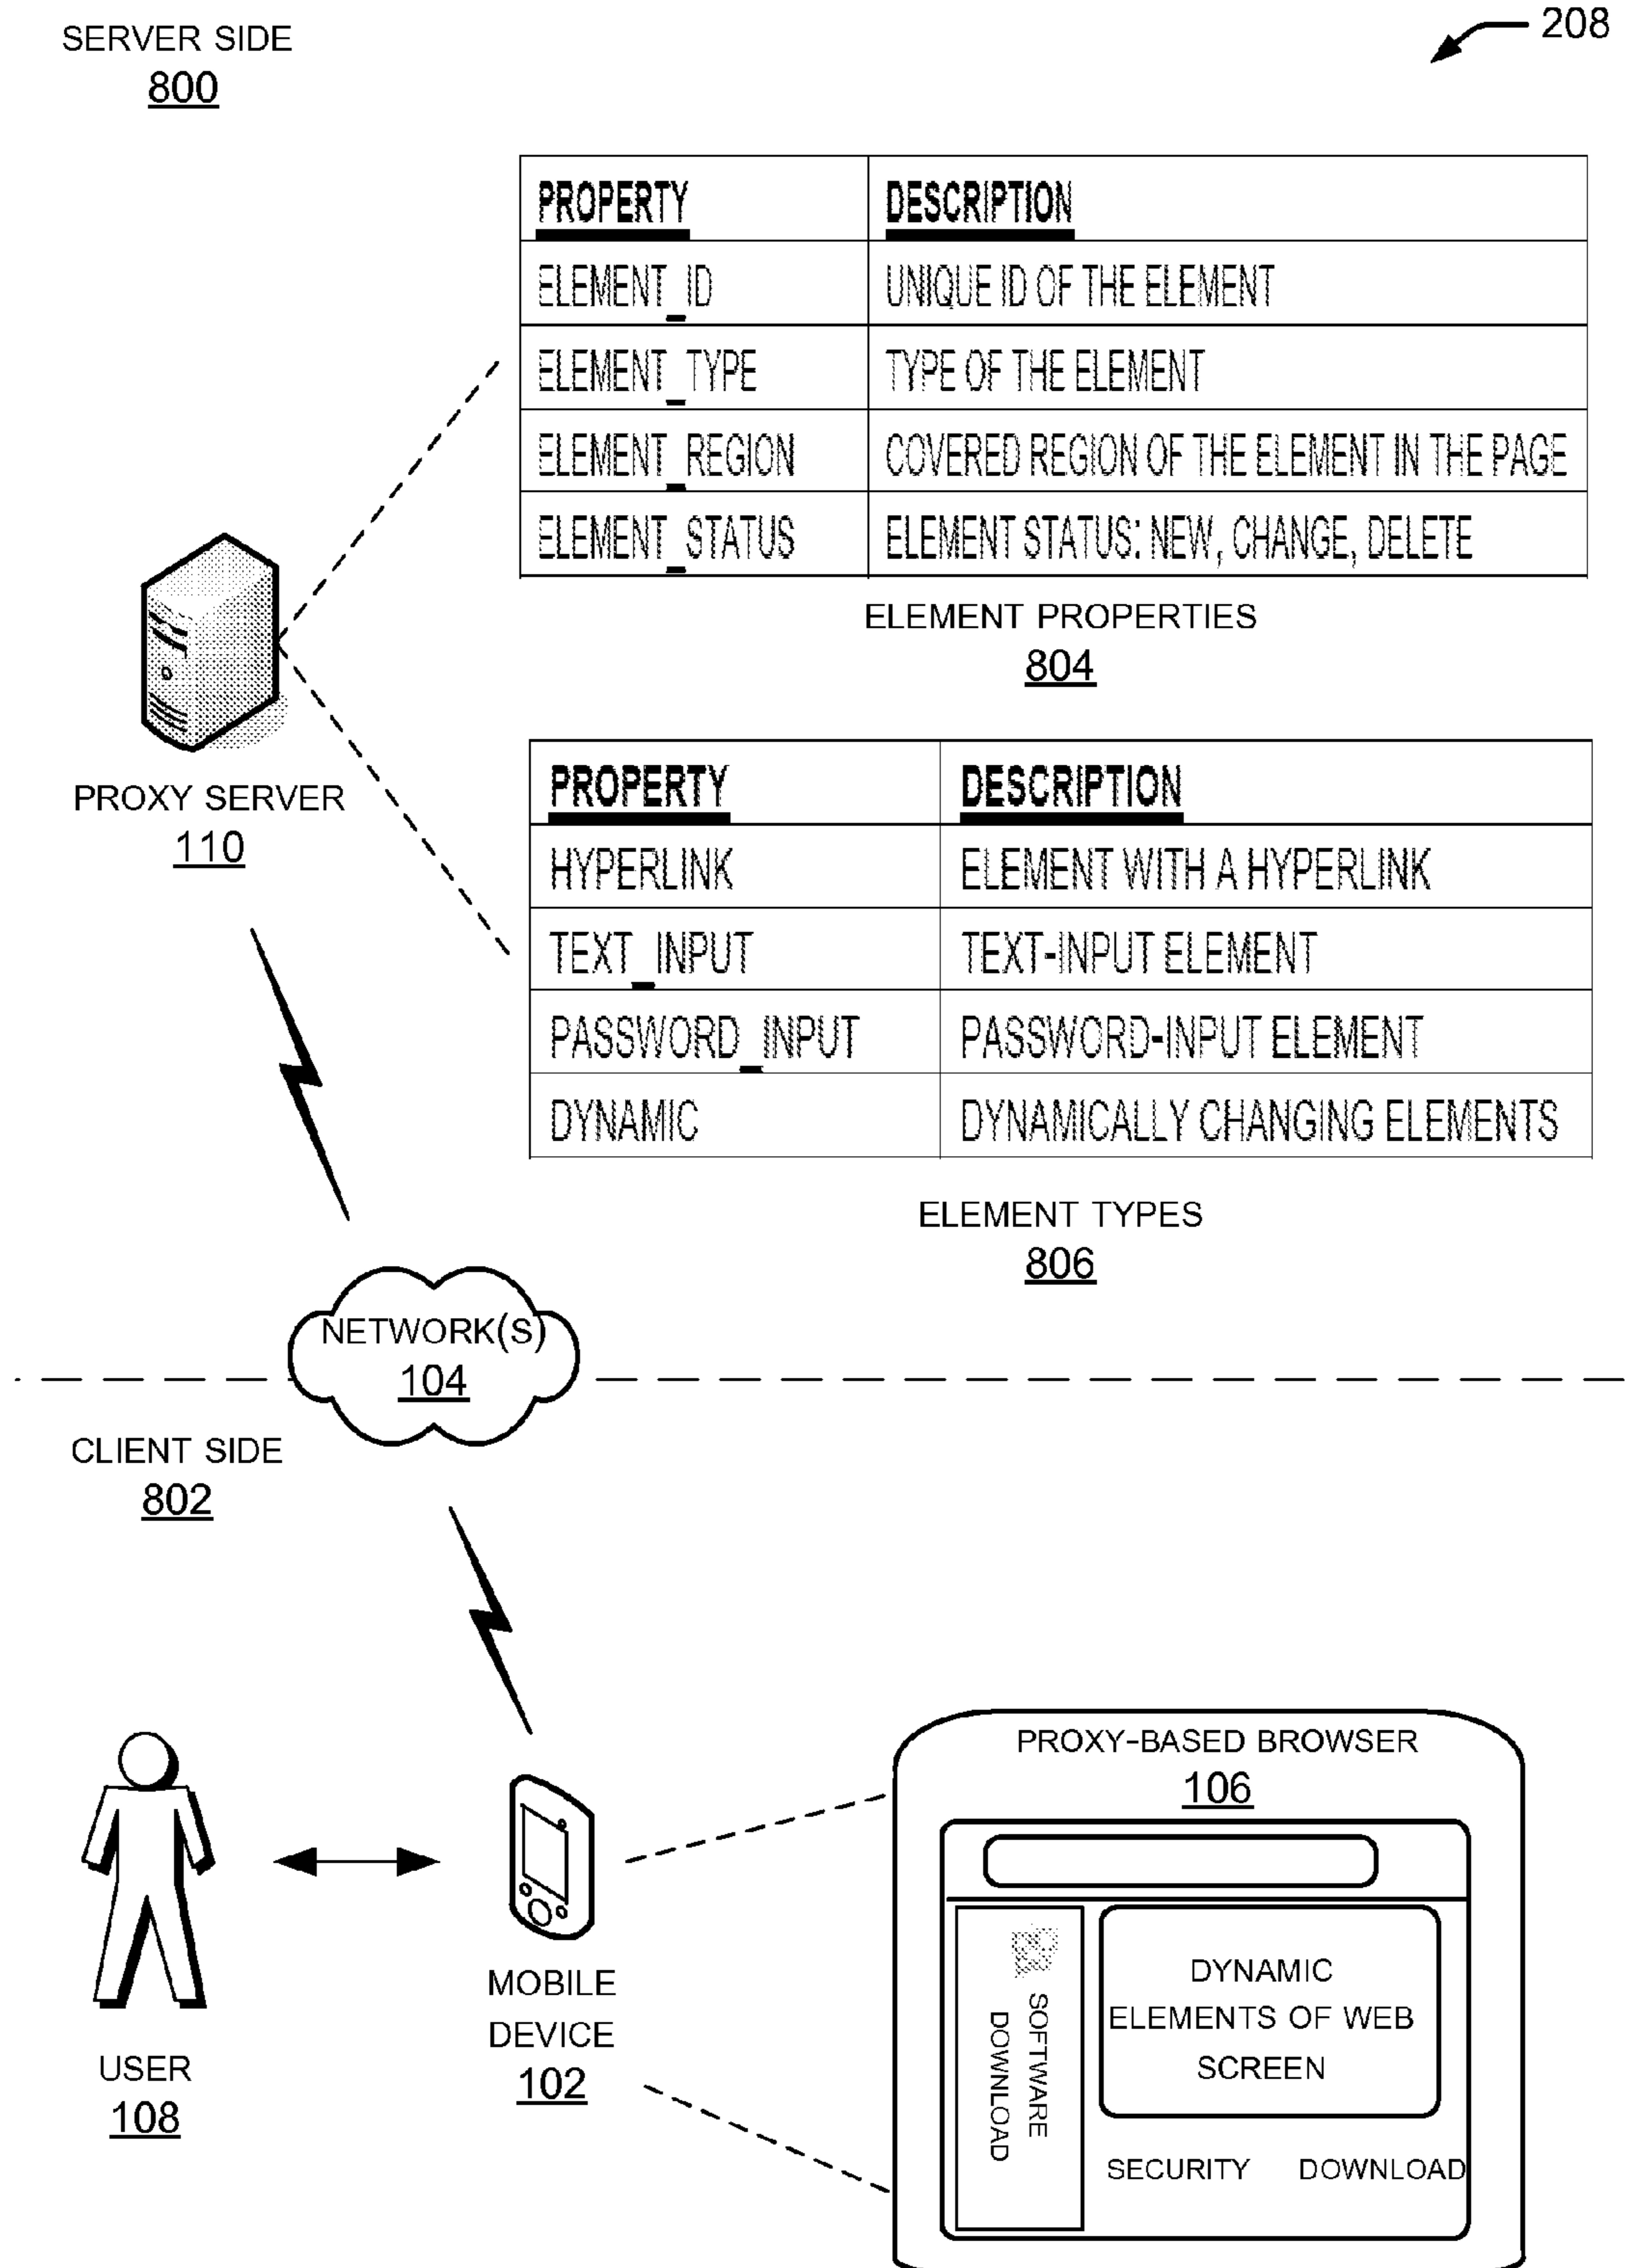 208
SERVER SIDE
800
PROPERTY DESCRIPTION
ELEMENT_ID UNIQUE ID OF THE ELEMENT
ELEMENT_TYPE TYPE OF THE ELEMENT
ELEMENT_REGION COVERED REGION OF THE ELEMENT IN THE PAGE
ELEMENT_STATUS ELEMENT STATUS: NEW, CHANGE, DELETE
ELEMENT PROPERTIES
804
PROXY SERVER
110
PROPERTY DESCRIPTION
HYPERLINK ELEMENT WITH A HYPERLINK
TEXT_INPUT TEXT-INPUT ELEMENT
PASSWORD_INPUT PASSWORD-INPUT ELEMENT
DYNAMIC DYNAMICALLY CHANGING ELEMENTS
ELEMENT TYPES
806
NETWORK(S)
104
CLIENT SIDE
802
USER
108
MOBILE
DEVICE
102
PROXY-BASED BROWSER
106
SOFTWARE
DOWNLOAD
DYNAMIC
ELEMENTS OF WEB
SCREEN
SECURITY DOWNLOAD